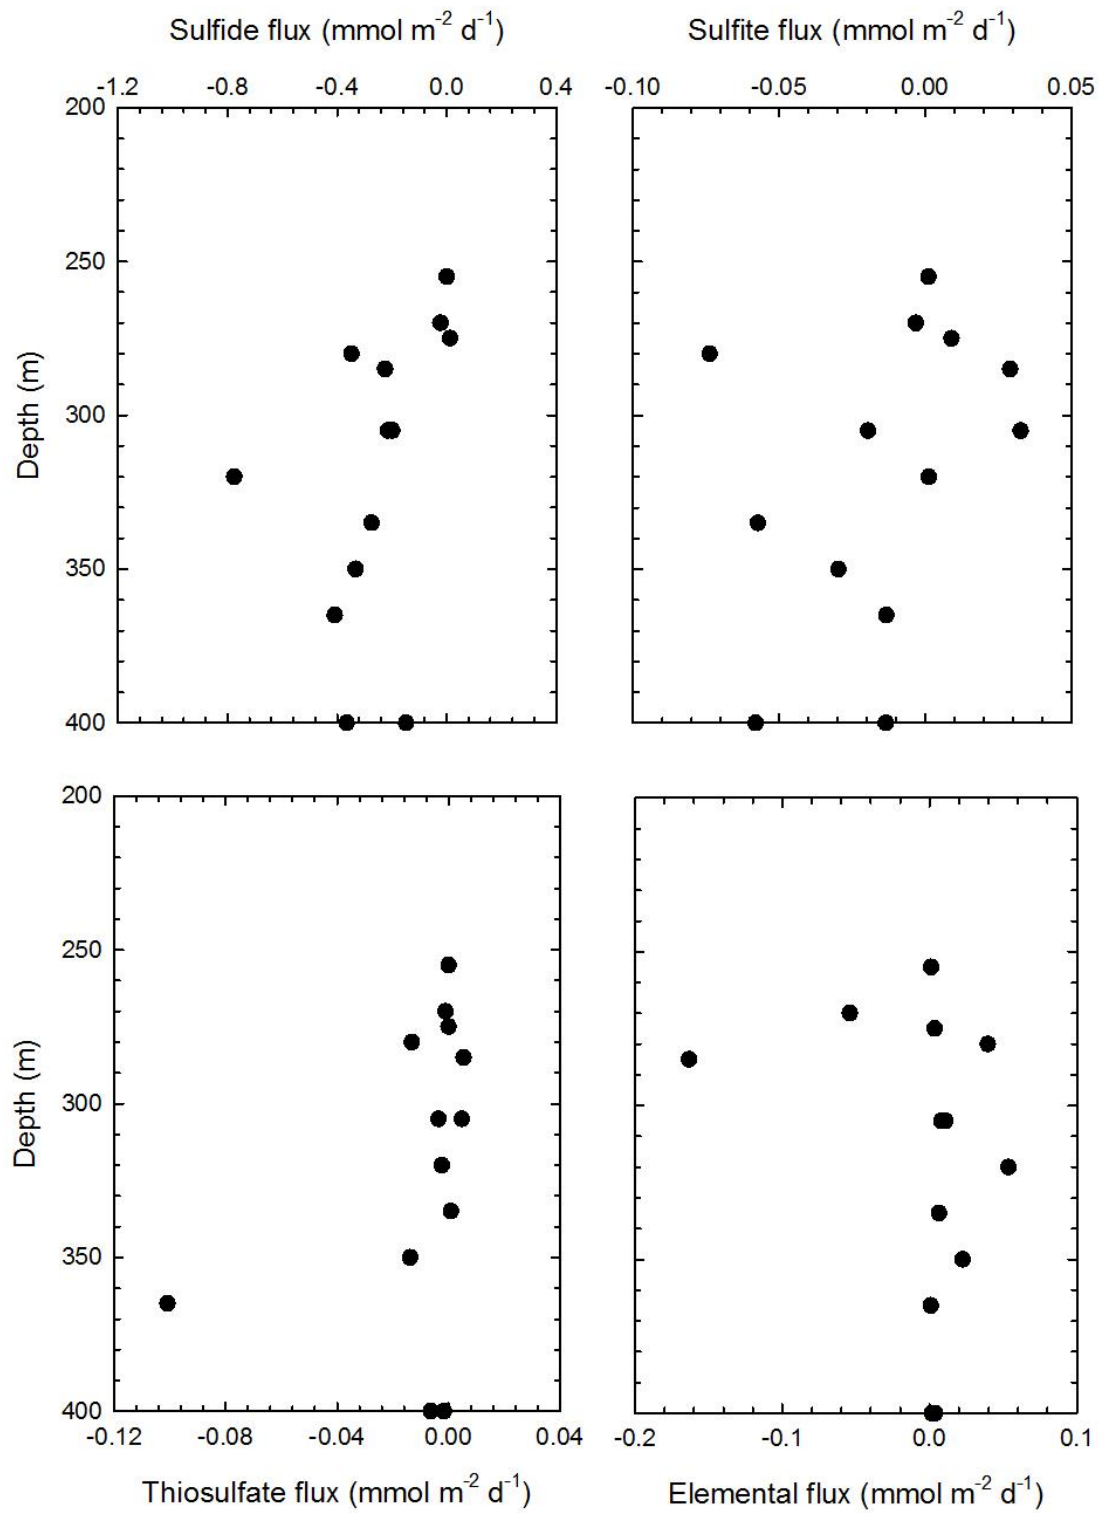 Sulfide flux (mmol m⁻² d⁻¹) Sulfite flux (mmol m⁻² d⁻¹)
-1.2 -0.8 -0.4 0.0 0.4 -0.10 -0.05 0.00 0.05
200
250
300
350
400
Depth (m)
200
250
300
350
400
Depth (m)
-0.12 -0.08 -0.04 0.00 0.04 -0.2 -0.1 0.0 0.1
Thiosulfate flux (mmol m⁻² d⁻¹) Elemental flux (mmol m⁻² d⁻¹)